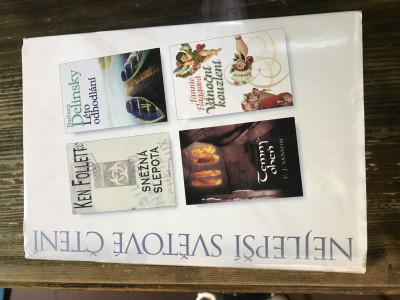 NEJLEPŠÍ SVĚTOVÉ ČTENÍ
KEN FOLLETT
SNĚŽNÁ
SLEPOTA
Barbara
Delinsky
Léto
odhodlání
Temný
oheň
C. J. SANSOM
Fannie
Flaggová
Vánoční
kouzlení